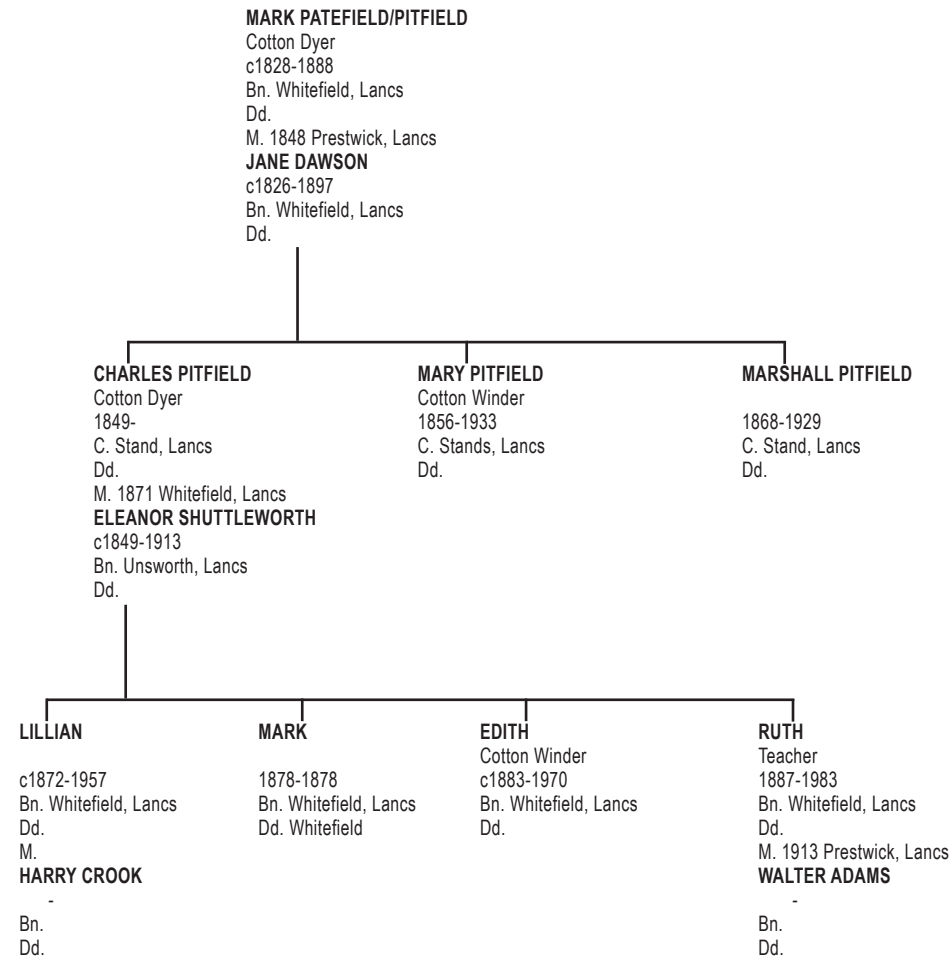 MARK PATEFIELD/PITFIELD
Cotton Dyer
c1828-1888
Bn. Whitefield, Lancs
Dd.
M. 1848 Prestwick, Lancs
JANE DAWSON
c1826-1897
Bn. Whitefield, Lancs
Dd.
CHARLES PITFIELD
Cotton Dyer
1849-
C. Stand, Lancs
Dd.
M. 1871 Whitefield, Lancs
ELEANOR SHUTTLEWORTH
c1849-1913
Bn. Unsworth, Lancs
Dd.
MARY PITFIELD
Cotton Winder
1856-1933
C. Stands, Lancs
Dd.
MARSHALL PITFIELD
1868-1929
C. Stand, Lancs
Dd.
LILLIAN
c1872-1957
Bn. Whitefield, Lancs
Dd.
M.
HARRY CROOK
-
Bn.
Dd.
MARK
1878-1878
Bn. Whitefield, Lancs
Dd. Whitefield
EDITH
Cotton Winder
c1883-1970
Bn. Whitefield, Lancs
Dd.
RUTH
Teacher
1887-1983
Bn. Whitefield, Lancs
Dd.
M. 1913 Prestwick, Lancs
WALTER ADAMS
-
Bn.
Dd.